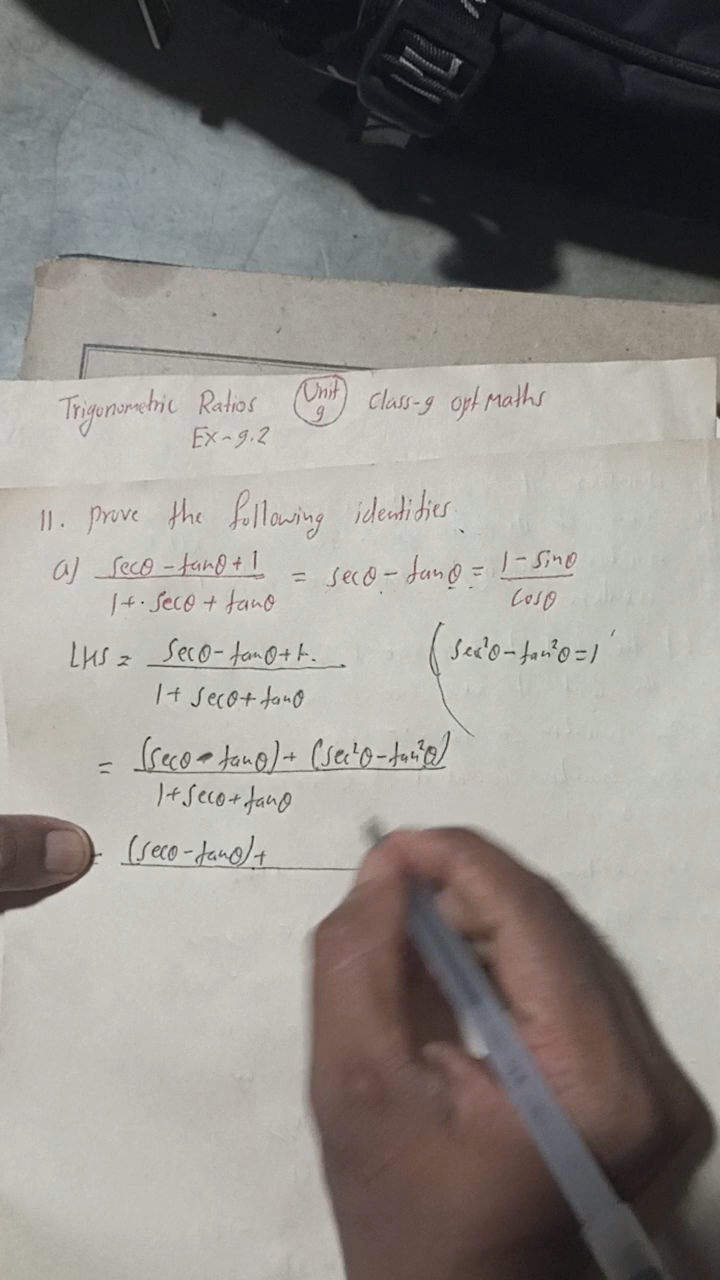 Trigonometric Ratios Unit 9 Class-9 opt Maths
Ex-9.2
11. prove the following identities.
a) (secθ - tanθ + 1)/(1 + secθ + tanθ) = secθ - tanθ = (1 - sinθ)/cosθ
LHS = (secθ - tanθ + 1)/(1 + secθ + tanθ) (sec²θ - tan²θ = 1
= ((secθ - tanθ) + (sec²θ - tan²θ))/(1 + secθ + tanθ)
= (secθ - tanθ) +